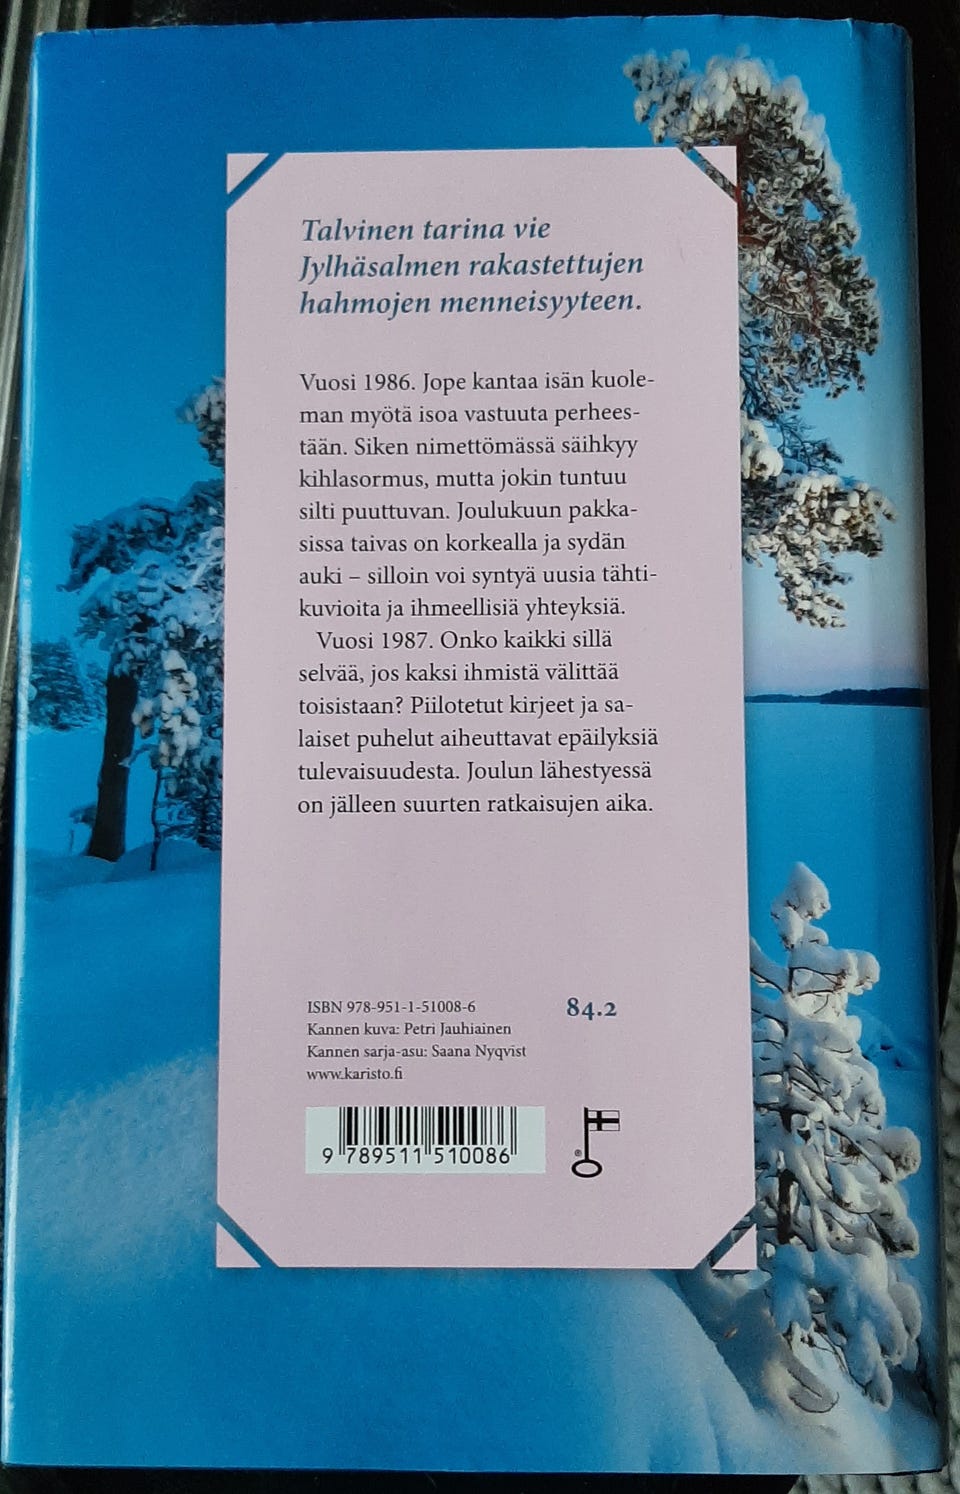 Talvinen tarina vie
Jylhäsalmen rakastettujen
hahmojen menneisyyteen.
Vuosi 1986. Jope kantaa isän kuole-
man myötä isoa vastuuta perhees-
tään. Siken nimettömässä säihkyy
kihlasormus, mutta jokin tuntuu
silti puuttuvan. Joulukuun pakka-
sissa taivas on korkealla ja sydän
auki – silloin voi syntyä uusia tähti-
kuvioita ja ihmeellisiä yhteyksiä.
Vuosi 1987. Onko kaikki sillä
selvää, jos kaksi ihmistä välittää
toisistaan? Piilotetut kirjeet ja sa-
laiset puhelut aiheuttavat epäilyksiä
tulevaisuudesta. Joulun lähestyessä
on jälleen suurten ratkaisujen aika.
ISBN 978-951-1-51008-6
84.2
Kannen kuva: Petri Jauhiainen
Kannen sarja-asu: Saana Nyqvist
www.karisto.fi
9 789511 510086
®